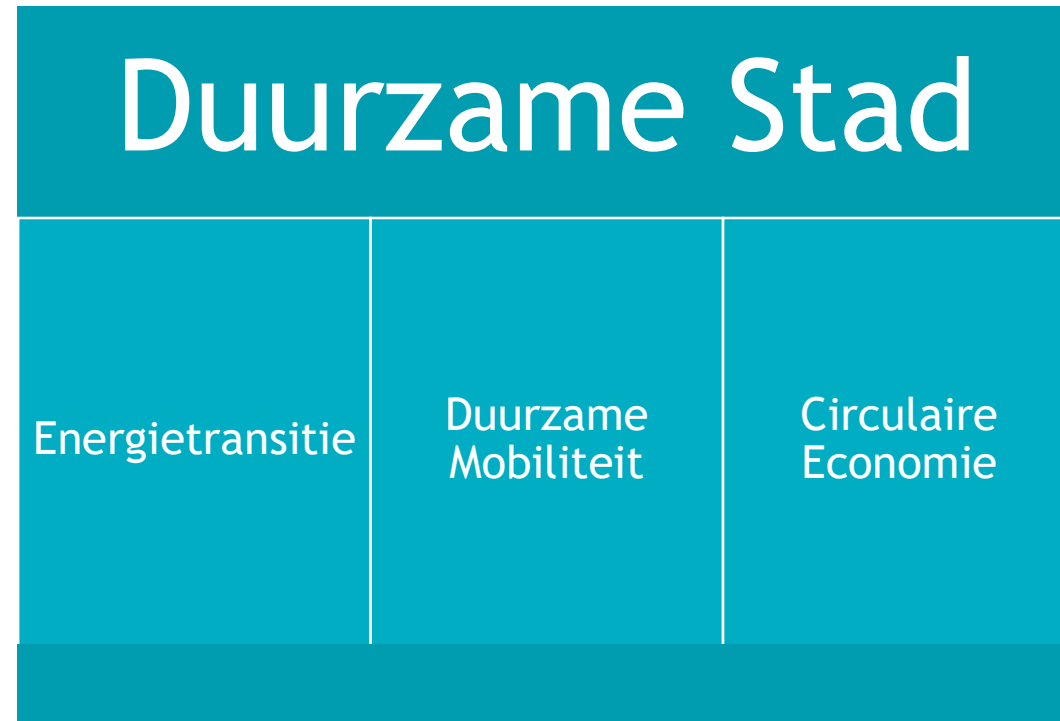 Duurzame Stad
Energietransitie
Duurzame
Mobiliteit
Circulaire
Economie